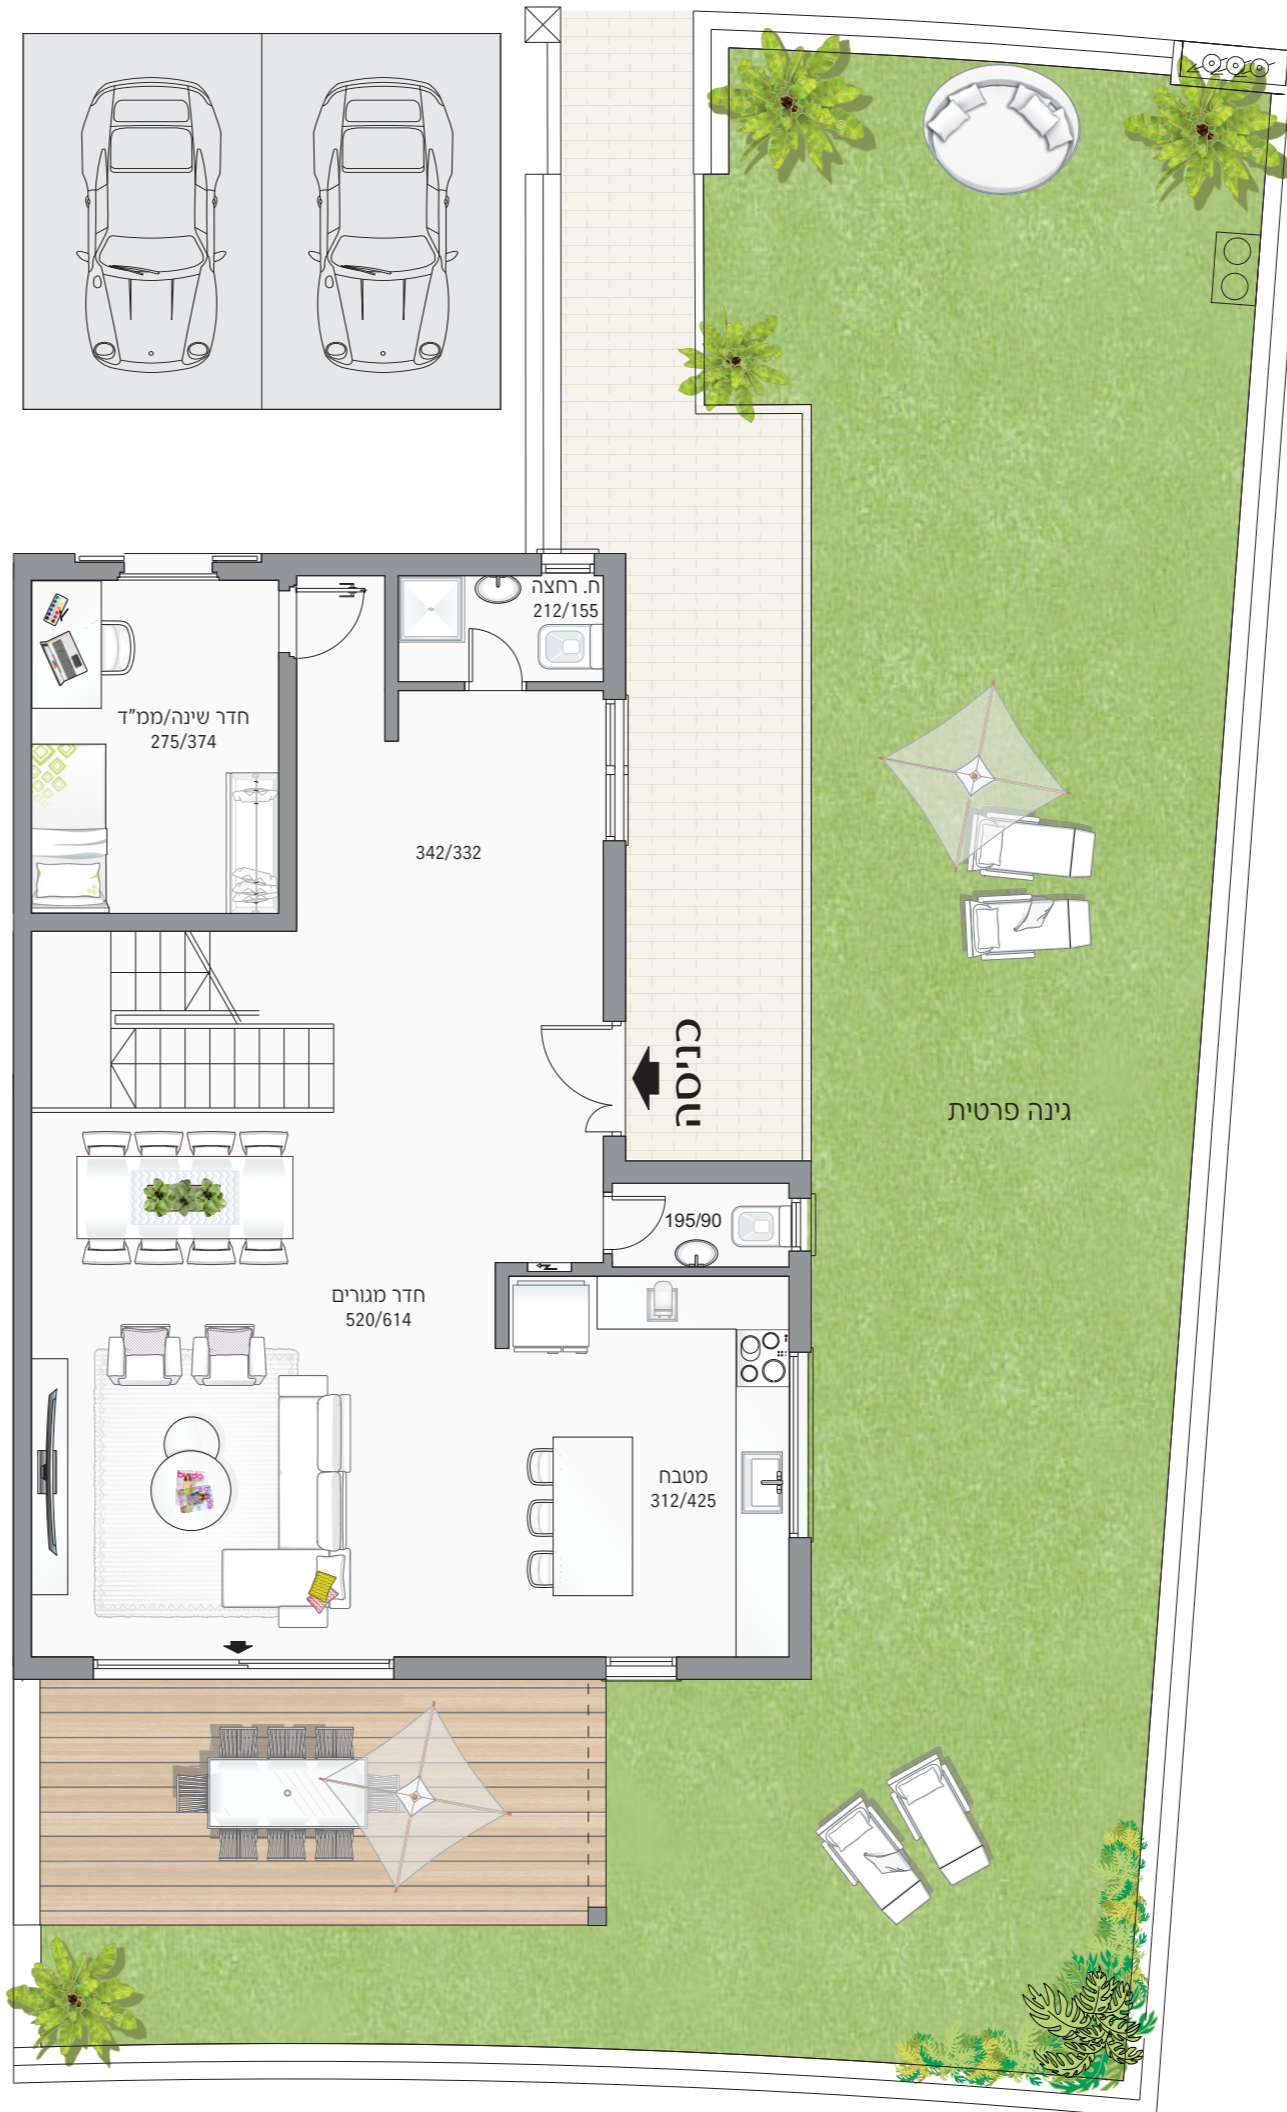 ח. רחצה
212/155
חדר שינה/ממ"ד
275/374
342/332
כניסה
גינה פרטית
195/90
חדר מגורים
520/614
מטבח
312/425
burda